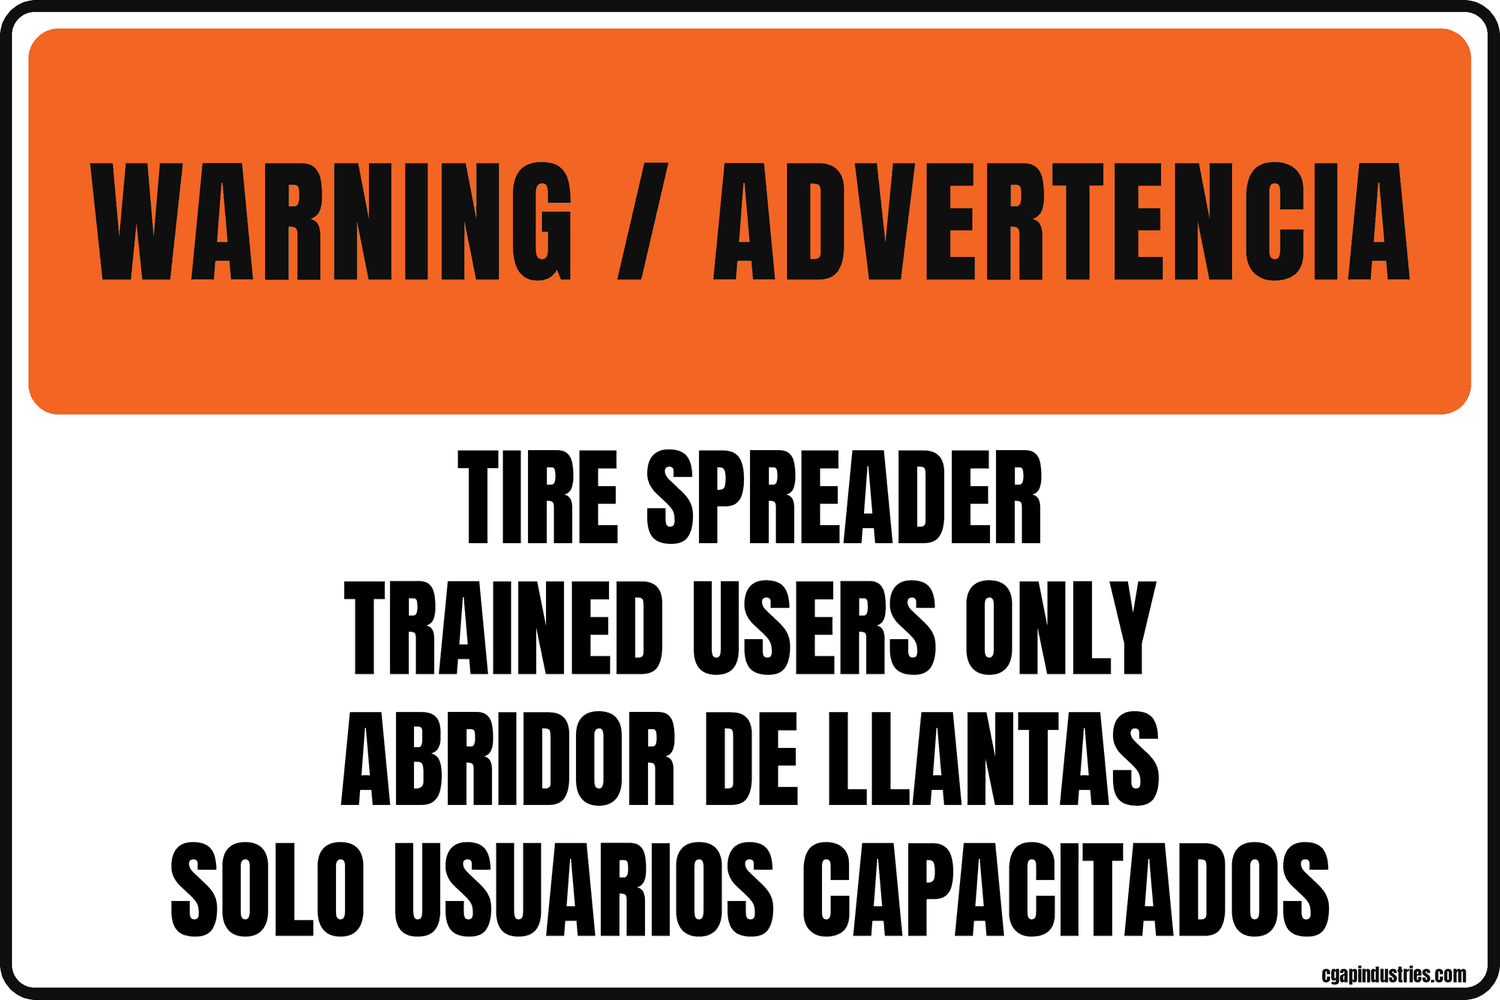 WARNING / ADVERTENCIA
TIRE SPREADER
TRAINED USERS ONLY
ABRIDOR DE LLANTAS
SOLO USUARIOS CAPACITADOS
cgapindustries.com